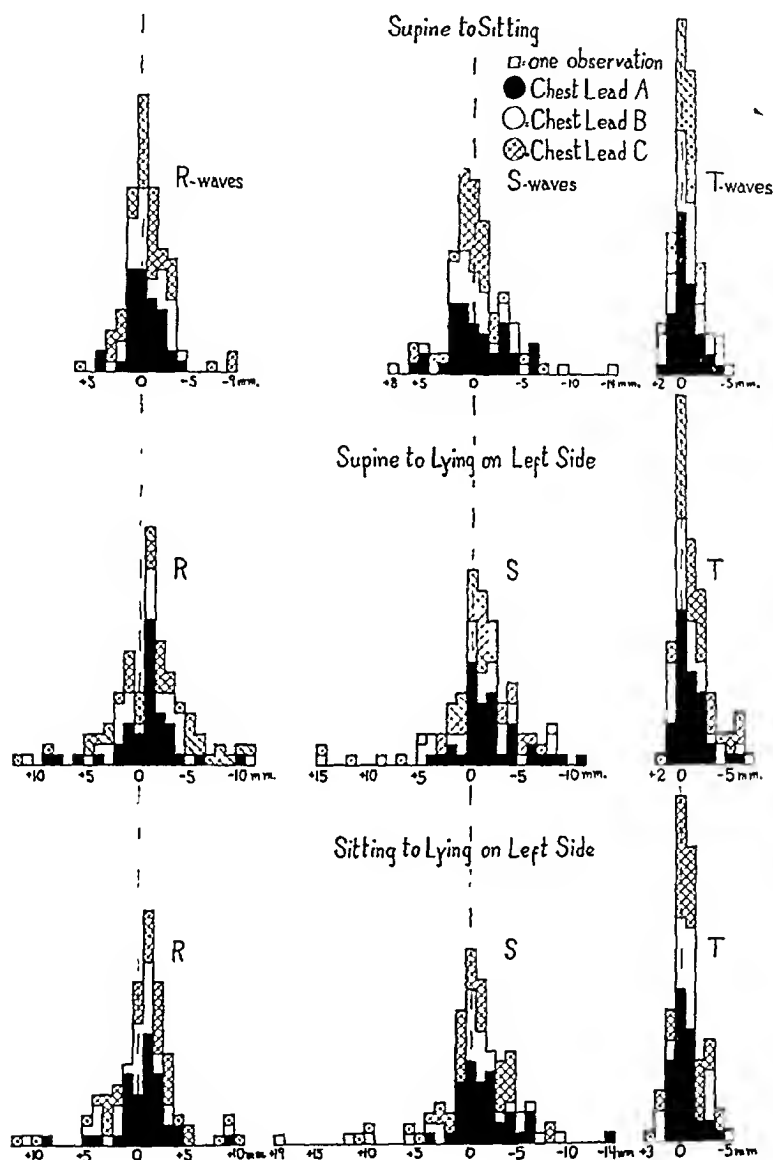 Supine to Sitting
□=one observation
Chest Lead A
Chest Lead B
Chest Lead C
R-waves
S-waves
T-waves
+5 0 -5 -9mm.
+8 +5 0 -5 -10 -14mm.
+2 0 -5mm.
Supine to Lying on Left Side
R
S
T
+10 +5 0 -5 -10mm.
+15 +10 +5 0 -5 -10mm.
+2 0 -5mm.
Sitting to Lying on Left Side
R
S
T
+10 +5 0 -5 +10mm.
+19 +15 +10 +5 0 -5 -14mm
+3 0 -5mm.